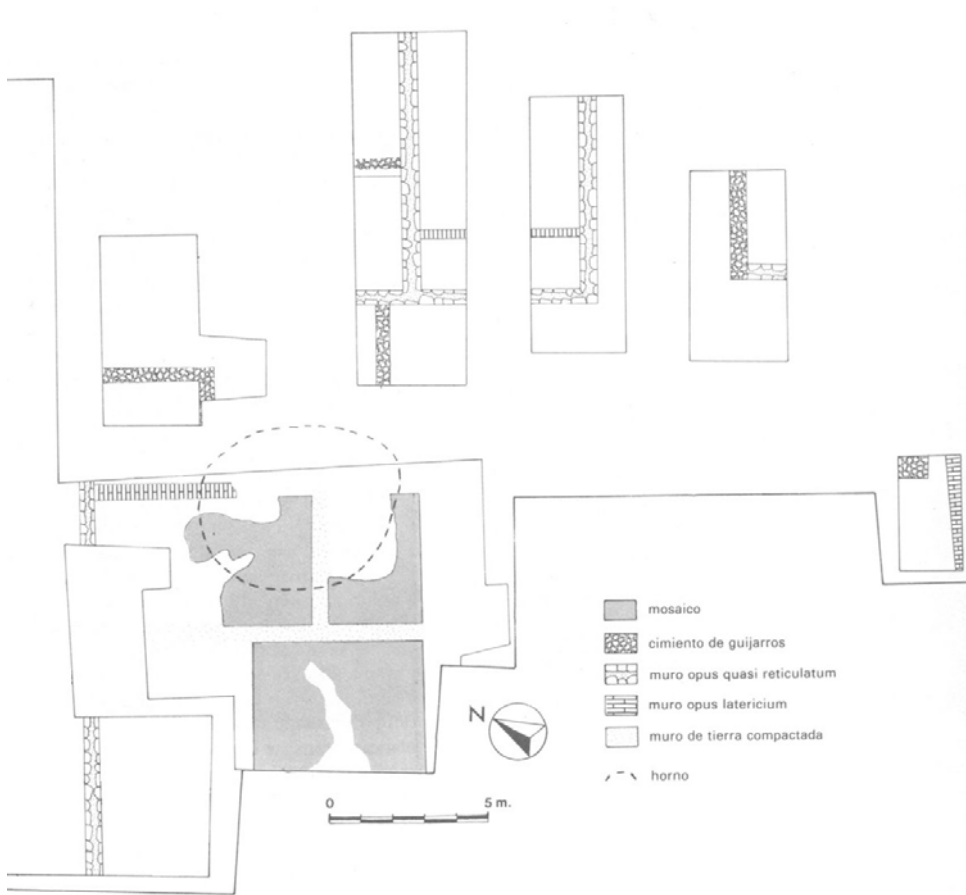 mosaico
cimiento de guijarros
muro opus quasi reticulatum
muro opus latericium
muro de tierra compactada
horno
N
0 5 m.